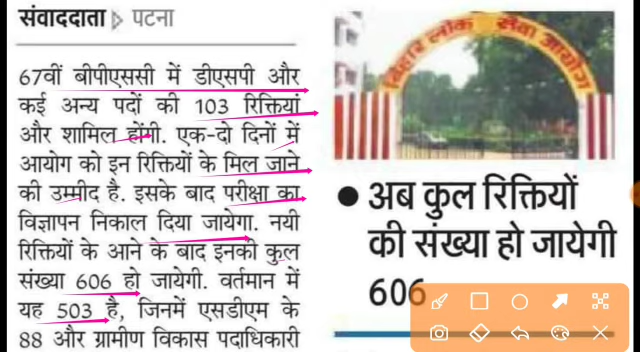 संवाददाता ▷ पटना
67वीं बीपीएससी में डीएसपी और
कई अन्य पदों की 103 रिक्तियां
और शामिल होंगी. एक-दो दिनों में
आयोग को इन रिक्तियों के मिल जाने
की उम्मीद है. इसके बाद परीक्षा का
विज्ञापन निकाल दिया जायेगा. नयी
रिक्तियों के आने के बाद इनकी कुल
संख्या 606 हो जायेगी. वर्तमान में
यह 503 है, जिनमें एसडीएम के
88 और ग्रामीण विकास पदाधिकारी
बिहार लोक सेवा आयोग
● अब कुल रिक्तियों
की संख्या हो जायेगी
606